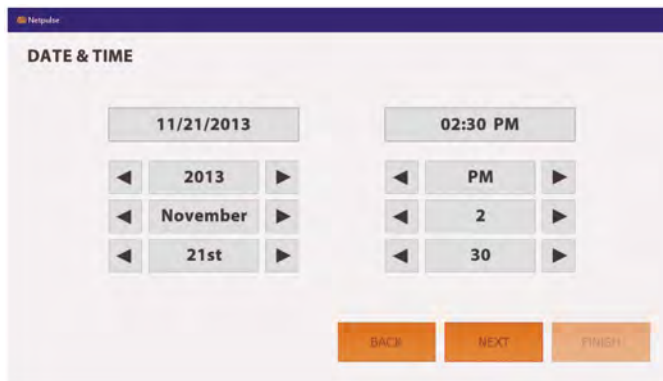 Netpulse
DATE & TIME
11/21/2013
02:30 PM
2013
PM
November
2
21st
30
BACK
NEXT
FINISH